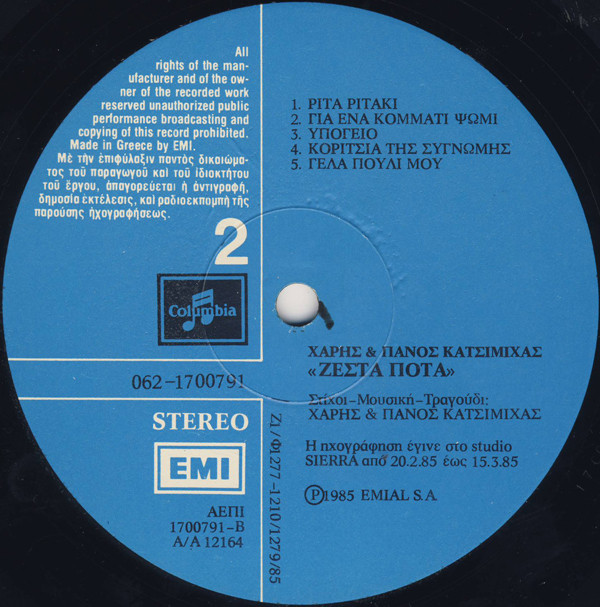 All
rights of the man-
ufacturer and of the ow-
ner of the recorded work
reserved unauthorized public
performance broadcasting and
copying of this record prohibited.
Made in Greece by EMI.
Μὲ τὴν ἐπιφύλαξιν παντὸς δικαιώμα-
τος τοῦ παραγωγοῦ καὶ τοῦ ἰδιοκτήτου
τοῦ ἔργου, ἀπαγορεύεται ἡ ἀντιγραφή,
δημοσία ἐκτέλεσις, καὶ ραδιοεκπομπὴ τῆς
παρούσης ἠχογραφήσεως.
2
Columbia
062-1700791
STEREO
EMI
ΑΕΠΙ
1700791-B
A/A 12164
Ζ1/Φ1277-1210/1279/85
1. ΡΙΤΑ ΡΙΤΑΚΙ
2. ΓΙΑ ΕΝΑ ΚΟΜΜΑΤΙ ΨΩΜΙ
3. ΥΠΟΓΕΙΟ
4. ΚΟΡΙΤΣΙΑ ΤΗΣ ΣΥΓΝΩΜΗΣ
5. ΓΕΛΑ ΠΟΥΛΙ ΜΟΥ
ΧΑΡΗΣ & ΠΑΝΟΣ ΚΑΤΣΙΜΙΧΑΣ
«ΖΕΣΤΑ ΠΟΤΑ»
Στίχοι-Μουσική-Τραγούδι:
ΧΑΡΗΣ & ΠΑΝΟΣ ΚΑΤΣΙΜΙΧΑΣ
Η ηχογράφηση έγινε στο studio
SIERRA από 20.2.85 έως 15.3.85
Ⓟ1985 EMIAL S.A.